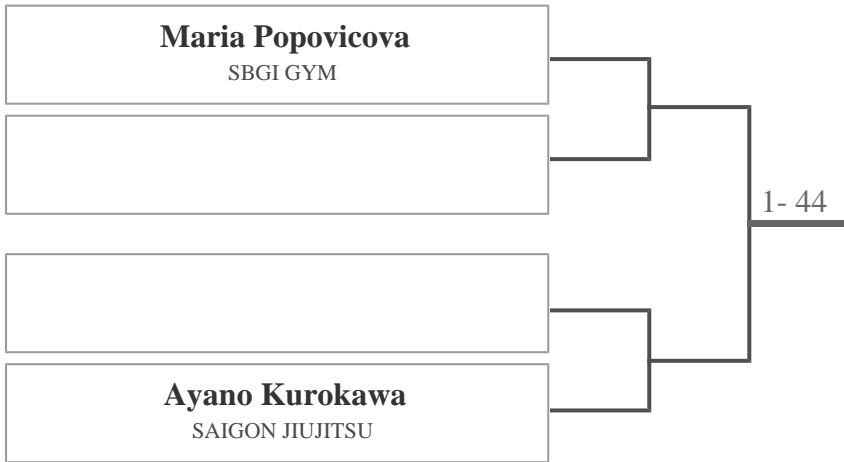 Maria Popovicova
SBGI GYM
1- 44
Ayano Kurokawa
SAIGON JIUJITSU